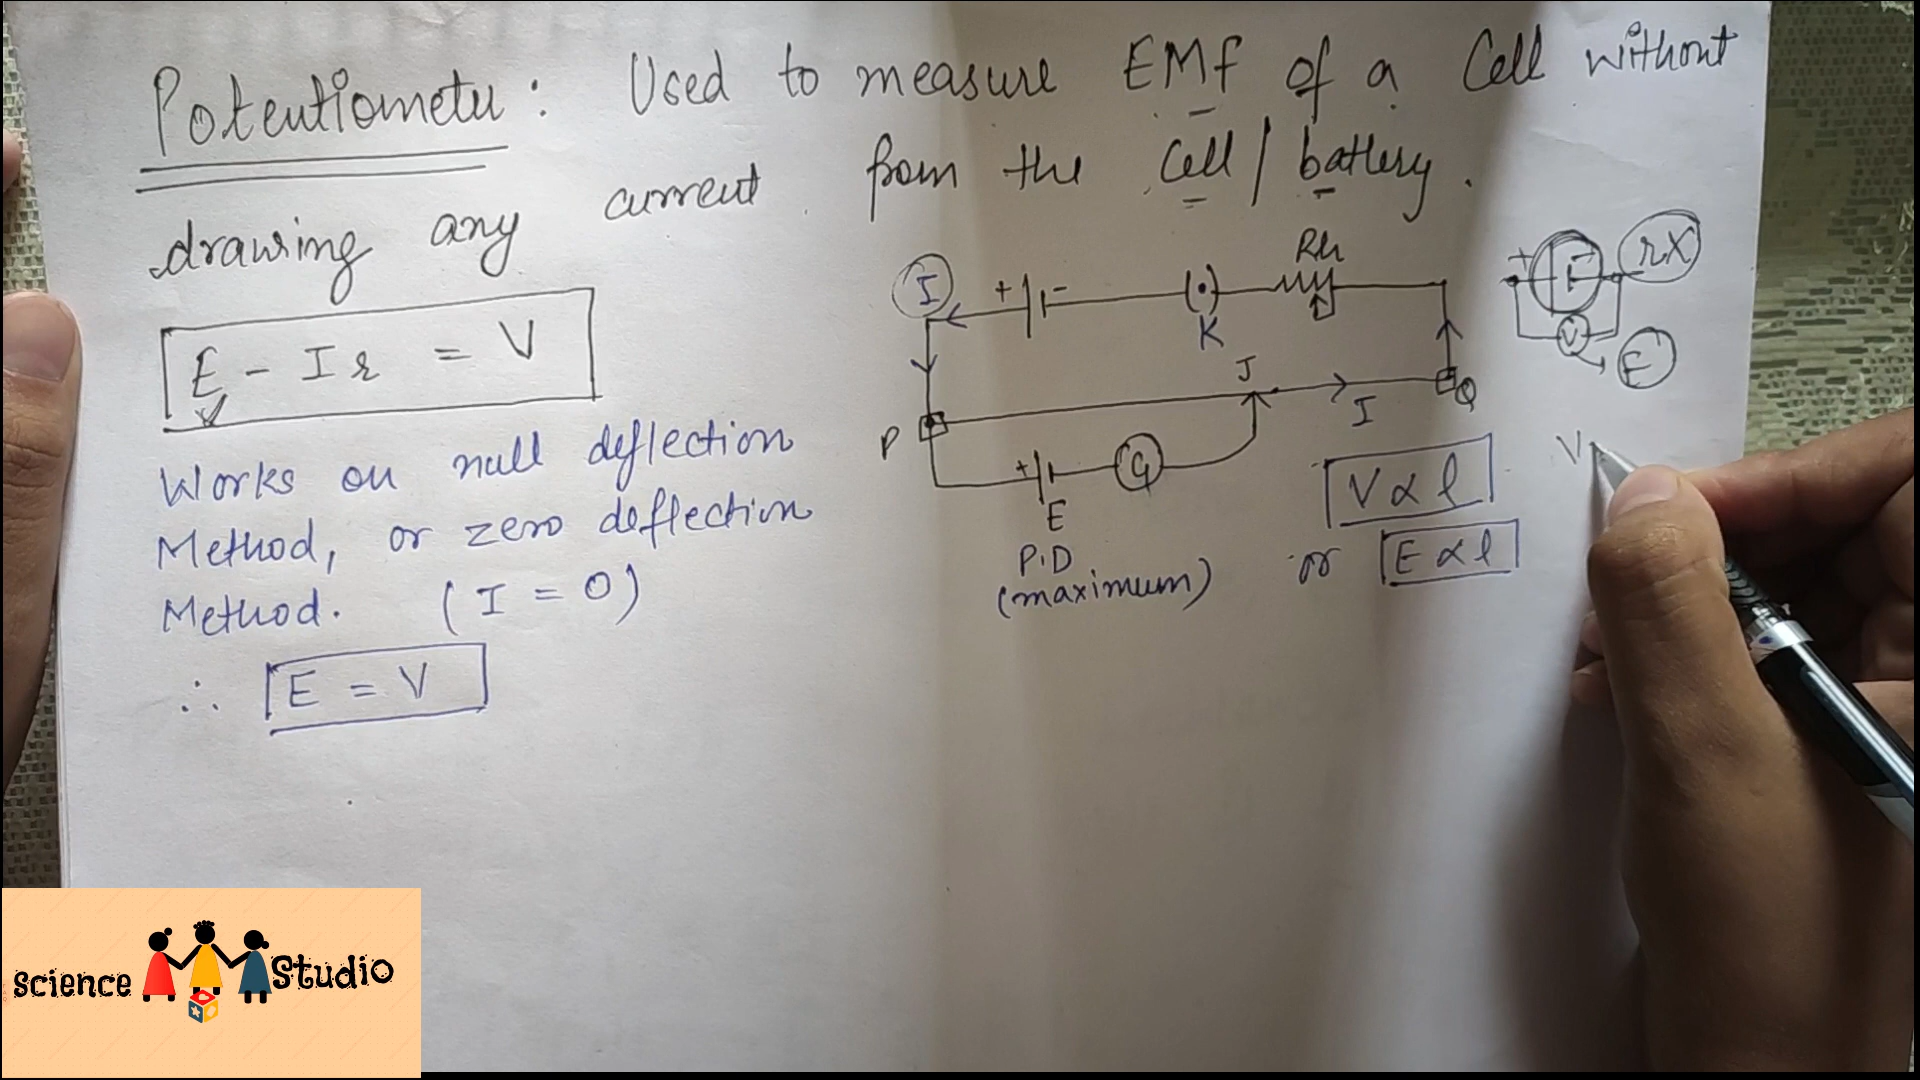 Potentiometer : Used to measure EMf of a Cell without
drawing any current from the Cell / battery.
E - Ir = V
Works on null deflection
Method, or zero deflection
Method. (I = 0)
∴ E = V
I + -
K
Rh
P
J
I
Q
+
E
G
P.D
(maximum)
+ -
rX
V
E
V ∝ l
or E ∝ l
V
Science Studio